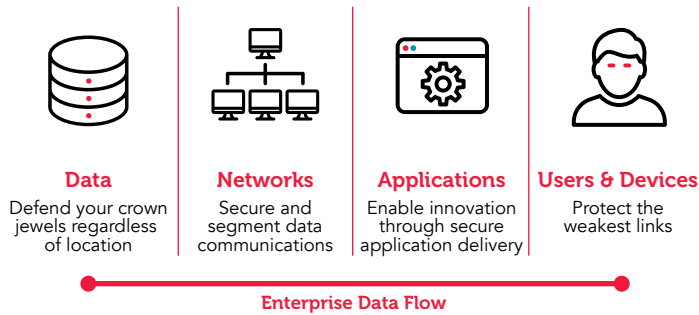 Data
Defend your crown
jewels regardless
of location
Networks
Secure and
segment data
communications
Applications
Enable innovation
through secure
application delivery
Users & Devices
Protect the
weakest links
Enterprise Data Flow